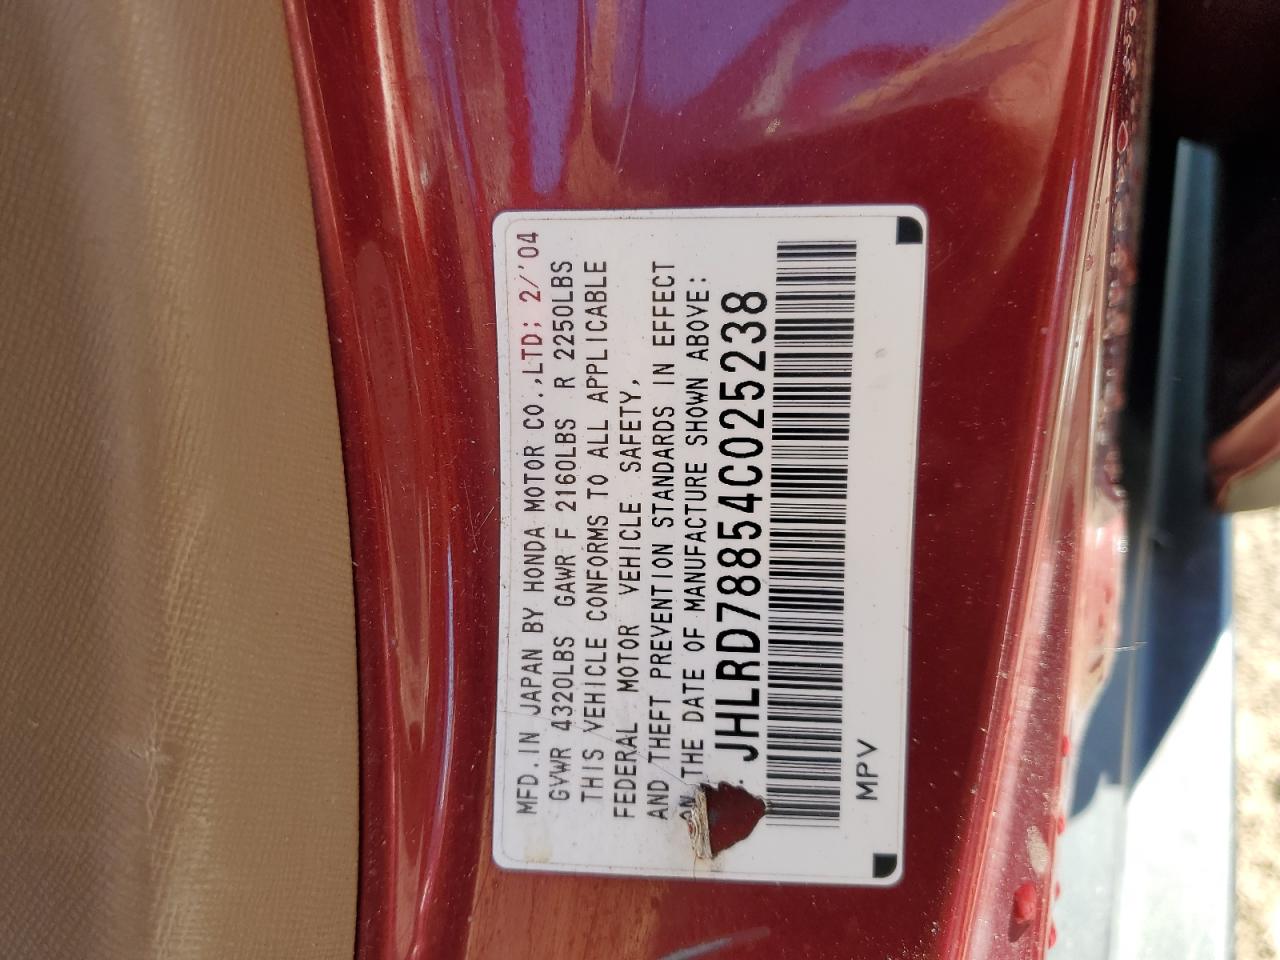 MFD. IN JAPAN BY HONDA MOTOR CO.,LTD; 2/'04
GVWR 4320LBS GAWR F 2160LBS R 2250LBS
THIS VEHICLE CONFORMS TO ALL APPLICABLE
FEDERAL MOTOR VEHICLE SAFETY,
AND THEFT PREVENTION STANDARDS IN EFFECT
ON THE DATE OF MANUFACTURE SHOWN ABOVE:
JHLRD78854C025238
MPV